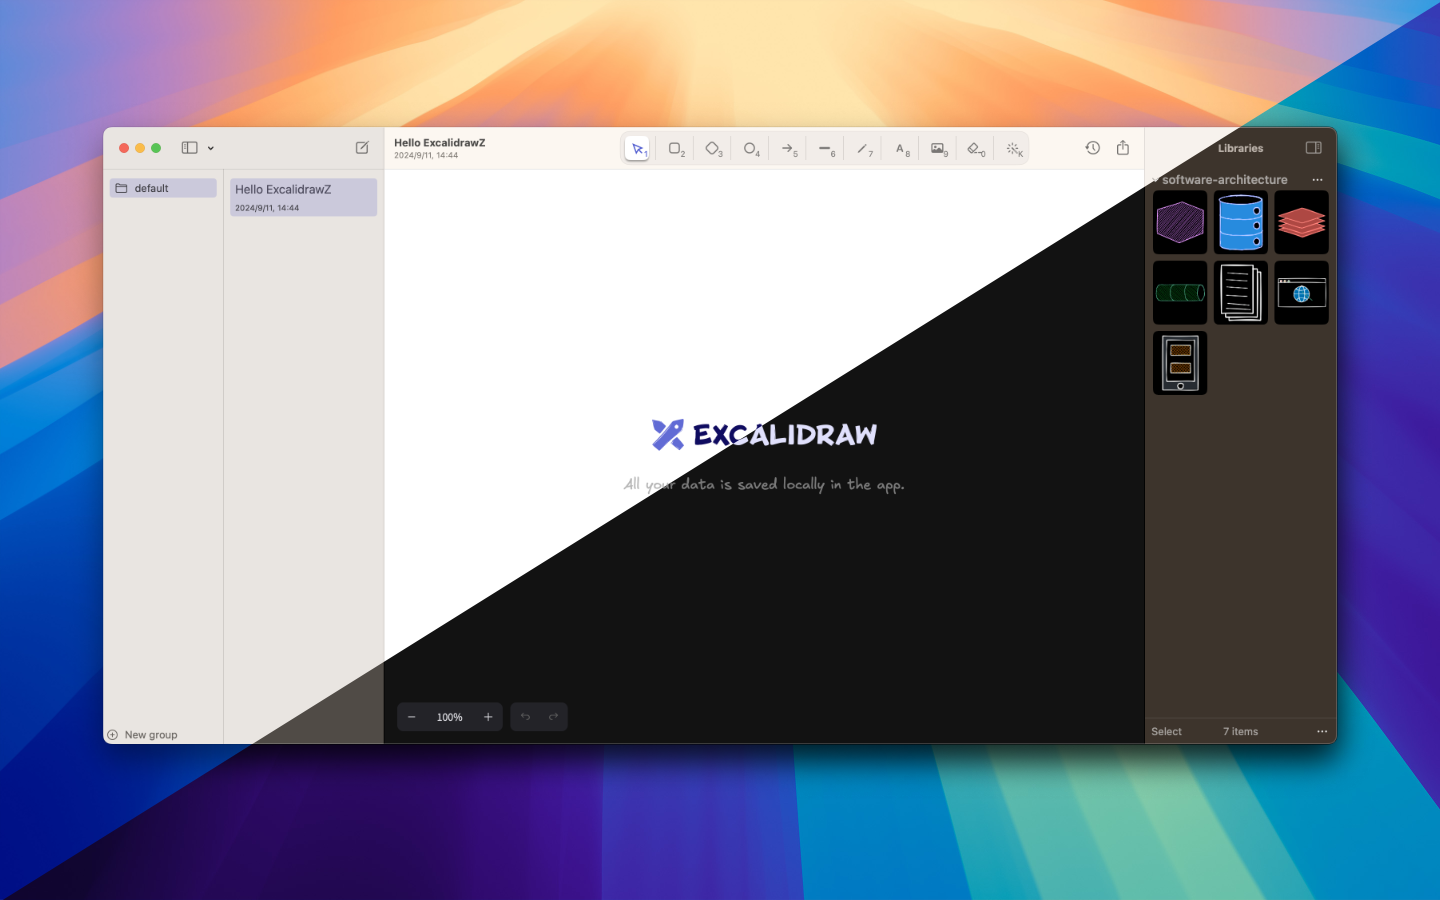 Hello ExcalidrawZ
2024/9/11, 14:44
1 2 3 4 5 6 7 A 8 9 0 K
Libraries
default
Hello ExcalidrawZ
2024/9/11, 14:44
software-architecture
EXCALIDRAW
All your data is saved locally in the app.
100%
New group
Select
7 items